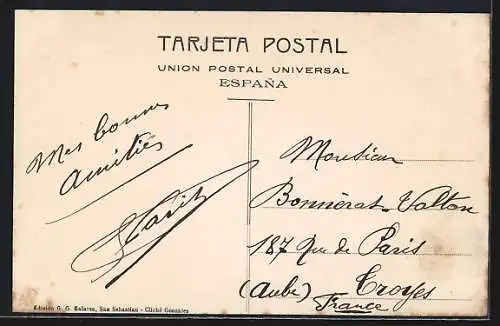 TARJETA POSTAL
UNION POSTAL UNIVERSAL
ESPAÑA
Mes bonnes
Amitiés
Monsieur
Bonnérat-Valton
187 Rue de Paris
(Aube) Troyes
France
Edición G. G. Galarza, San Sebastian - Cliché Gonzalez